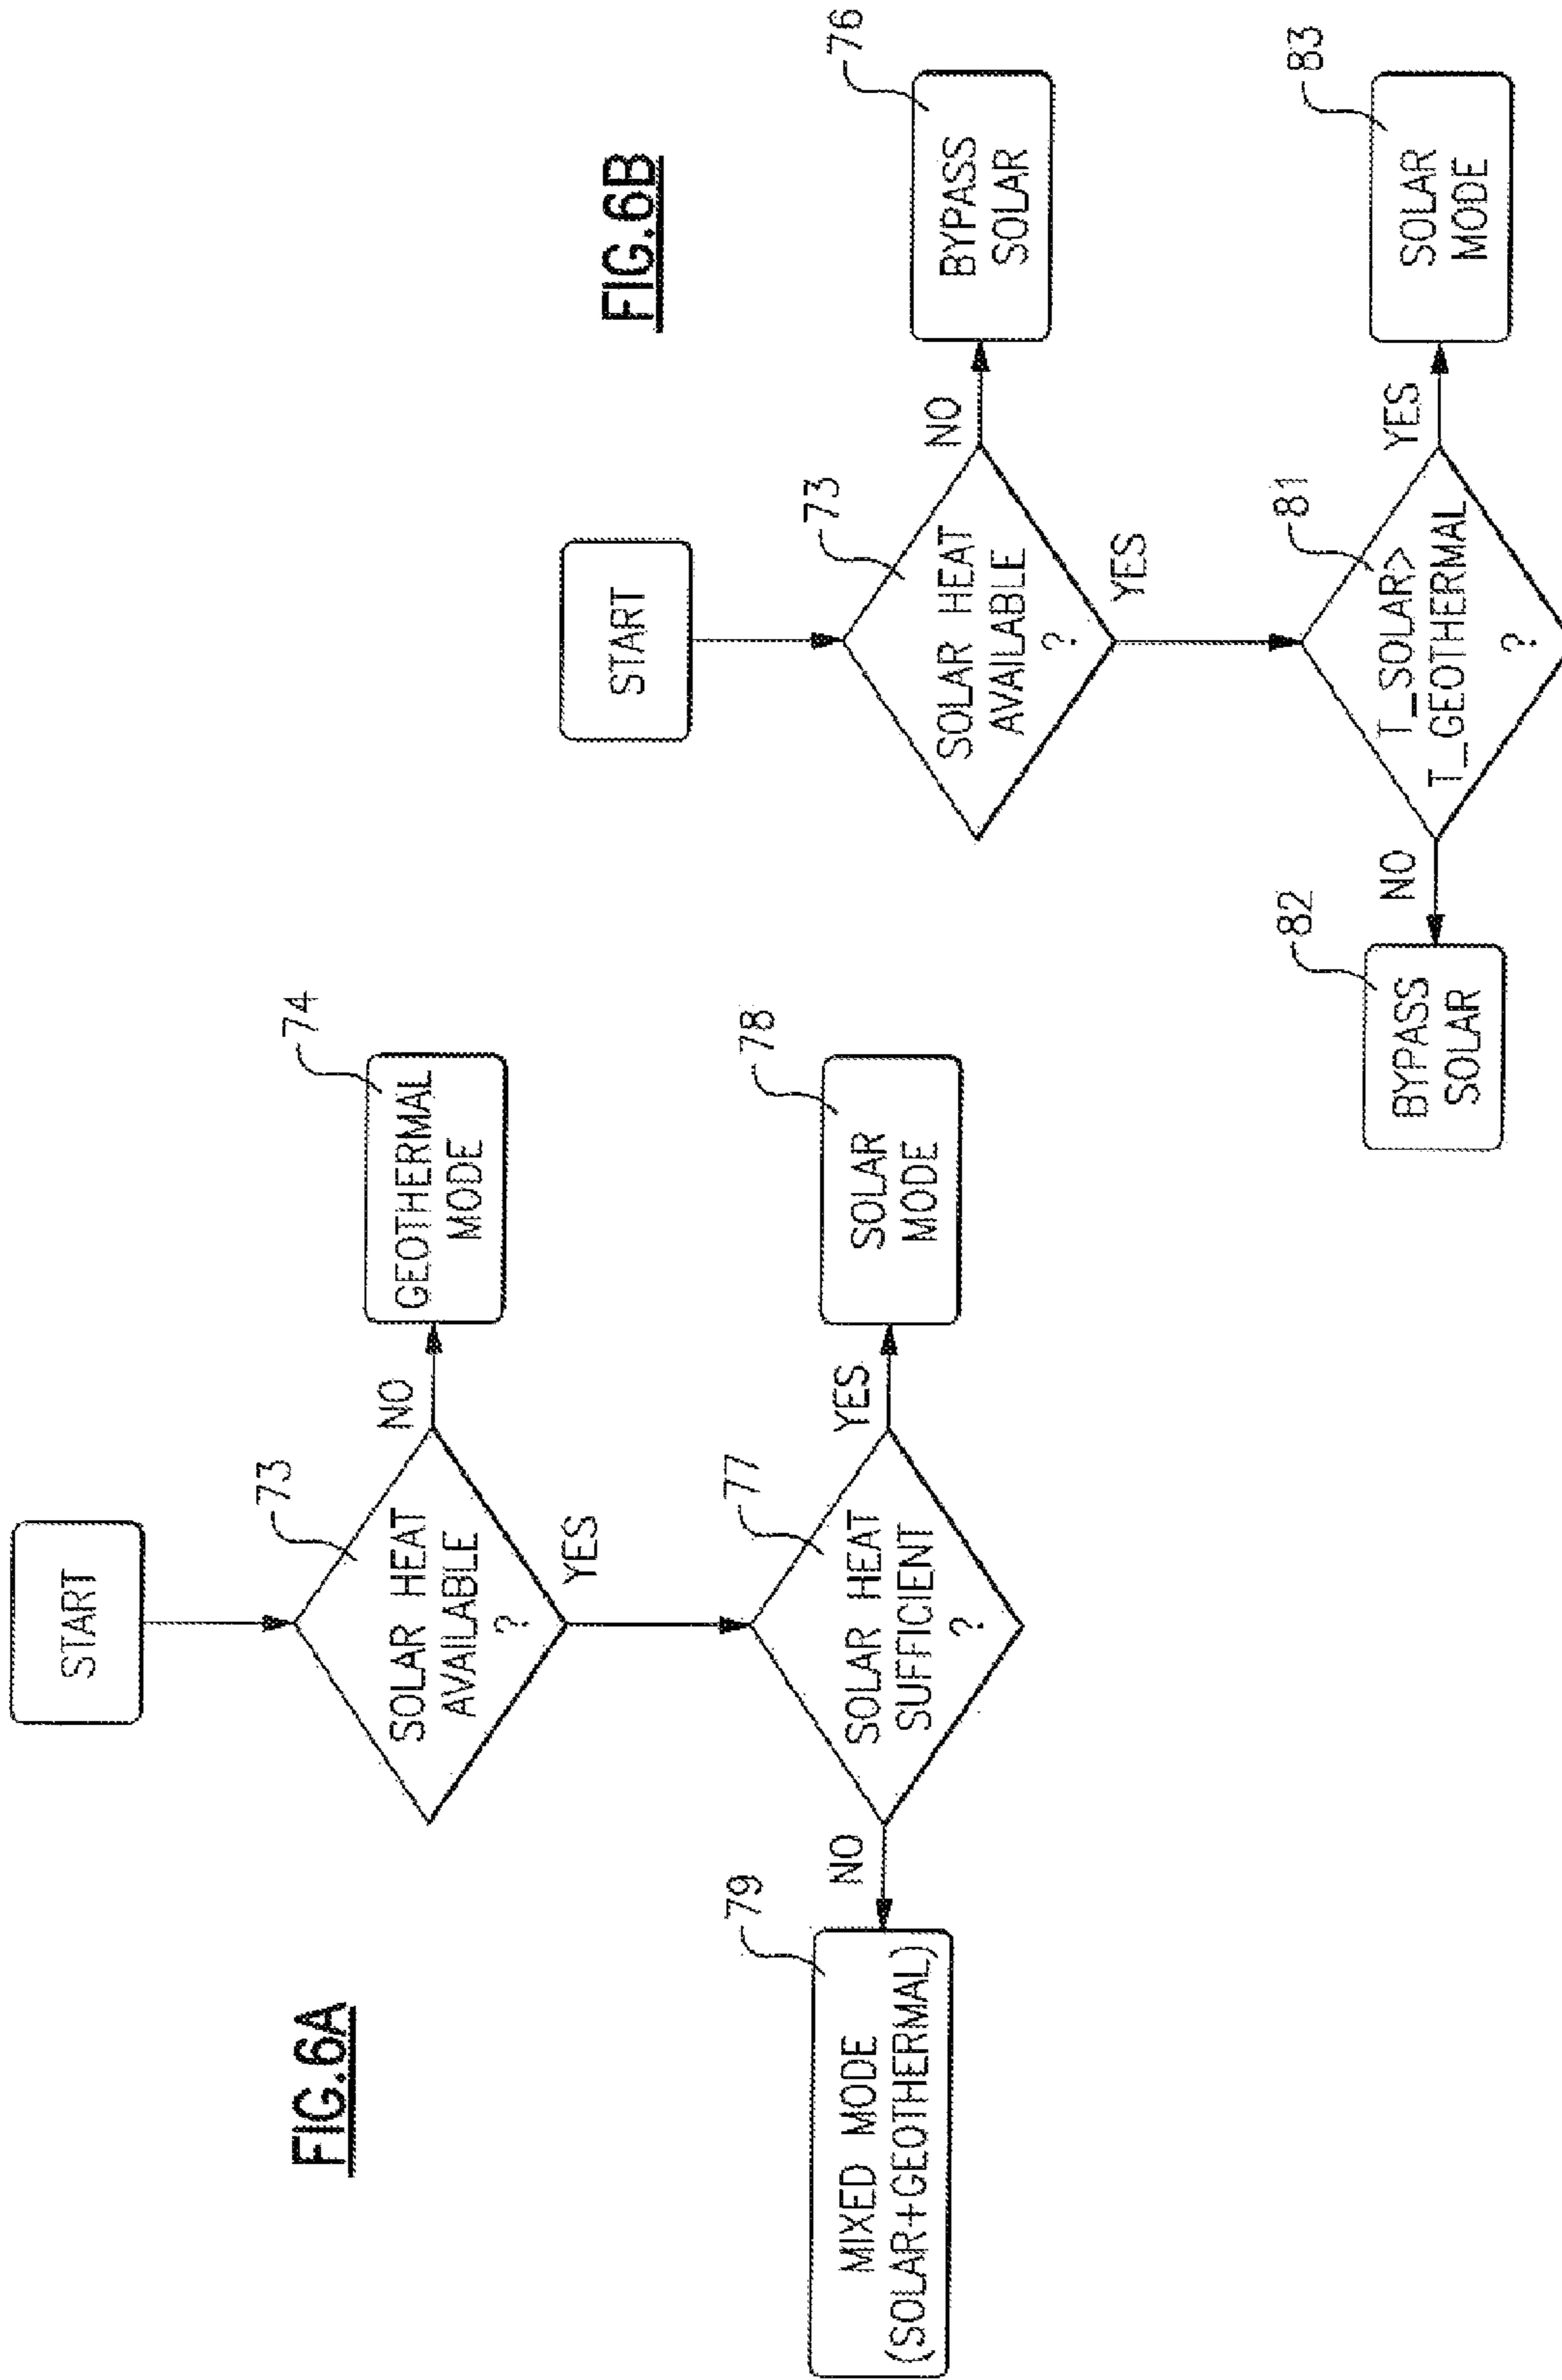 FIG.6A
START
73
SOLAR HEAT
AVAILABLE
?
NO
74
GEOTHERMAL
MODE
YES
77
SOLAR HEAT
SUFFICIENT
?
YES
78
SOLAR
MODE
NO
79
MIXED MODE
(SOLAR+GEOTHERMAL)
FIG.6B
START
73
SOLAR HEAT
AVAILABLE
?
NO
76
BYPASS
SOLAR
YES
81
T_SOLAR>
T_GEOTHERMAL
?
YES
83
SOLAR
MODE
NO
82
BYPASS
SOLAR